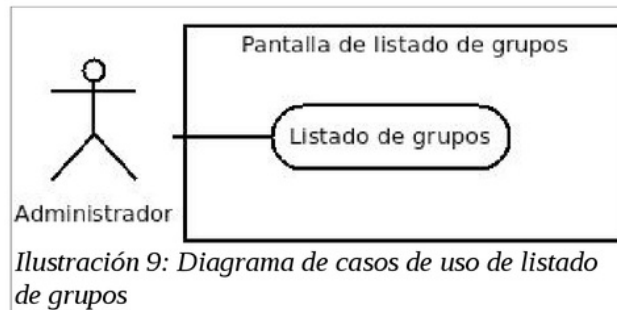 Pantalla de listado de grupos
Listado de grupos
Administrador
Ilustración 9: Diagrama de casos de uso de listado
de grupos